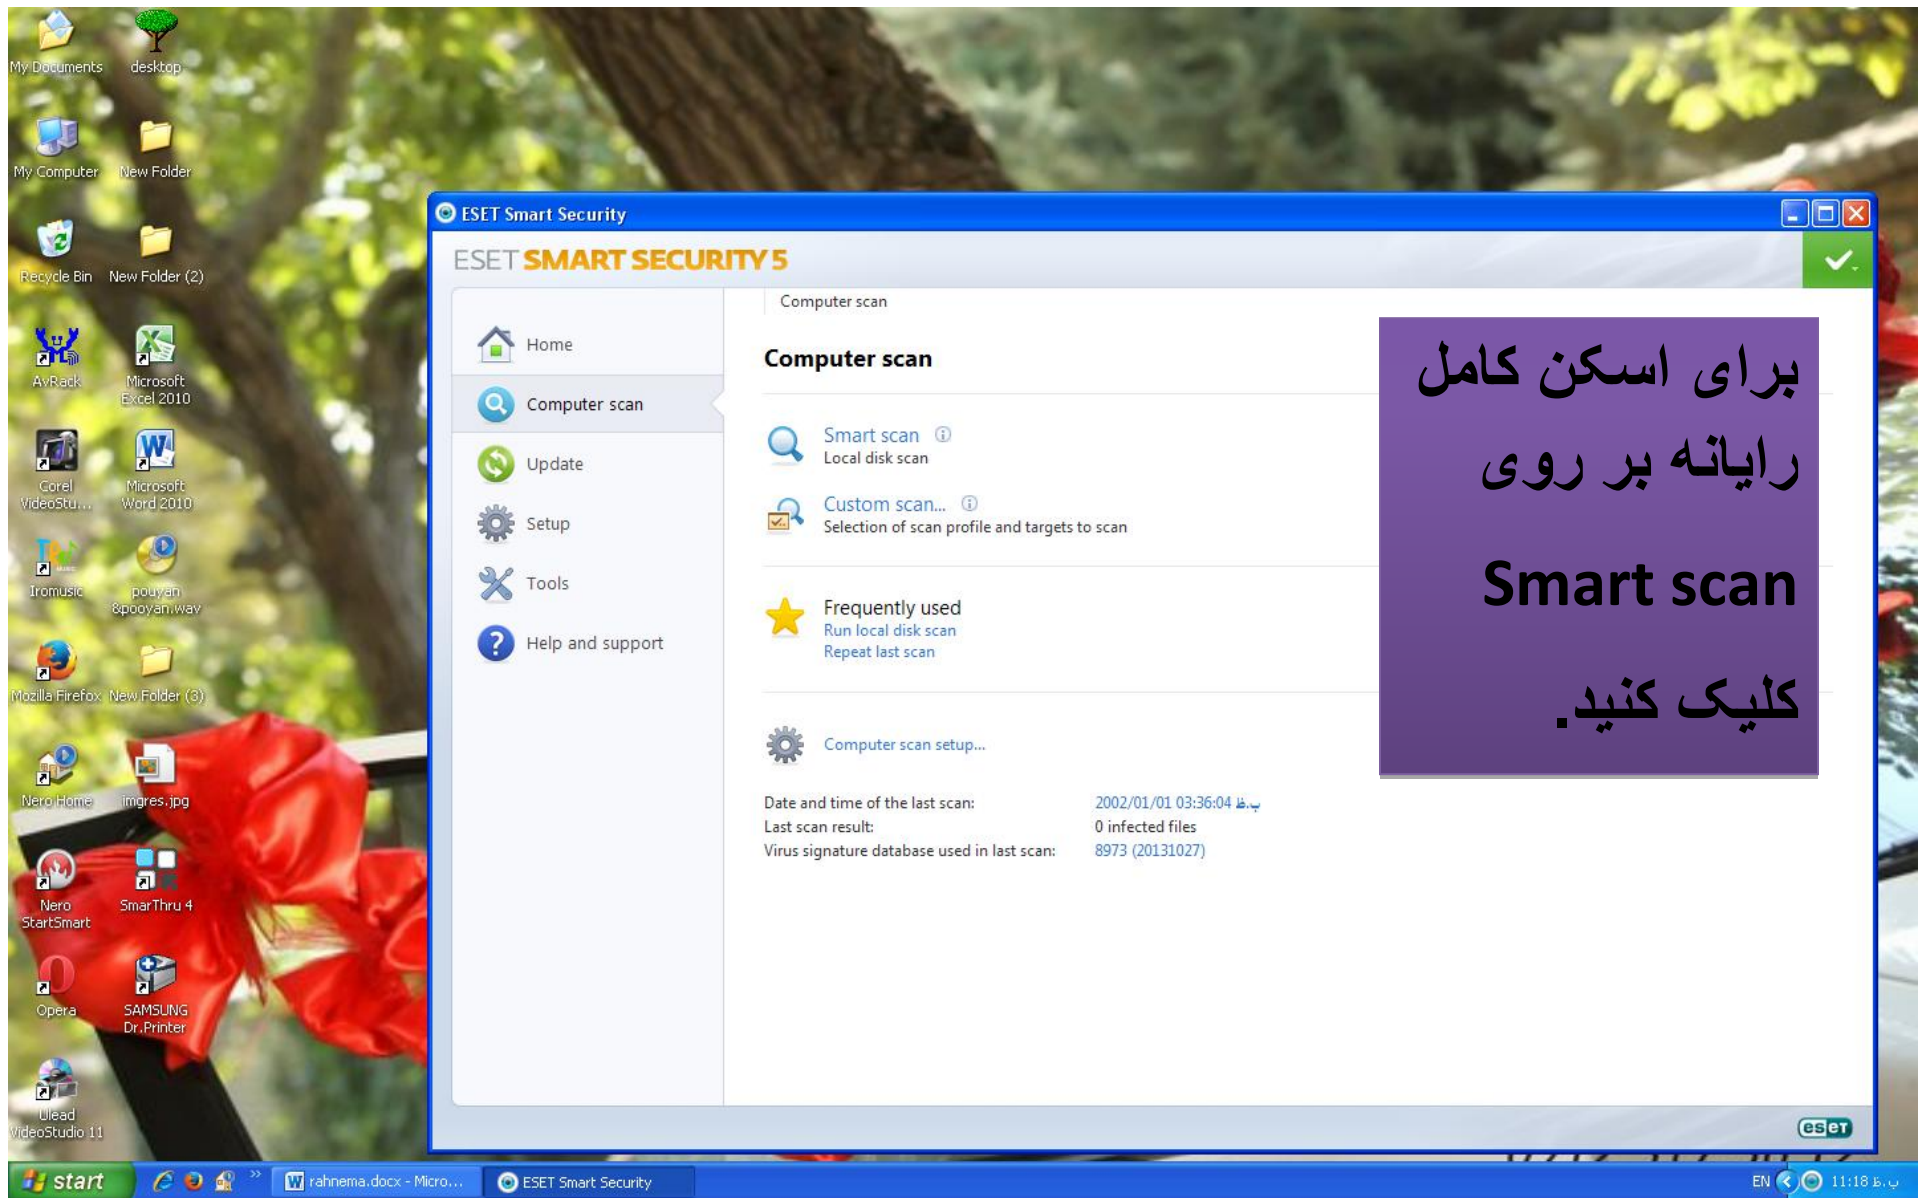 My Documents
desktop
My Computer
New Folder
Recycle Bin
New Folder (2)
AvRack
Microsoft
Excel 2010
Corel
VideoStu...
Microsoft
Word 2010
Iromusic
pouyan
&pooyan.wav
Mozilla Firefox
New Folder (3)
Nero Home
imgres.jpg
Nero
StartSmart
SmarThru 4
Opera
SAMSUNG
Dr.Printer
Ulead
VideoStudio 11
ESET Smart Security
ESET SMART SECURITY 5
Home
Computer scan
Update
Setup
Tools
Help and support
Computer scan
Computer scan
Smart scan
Local disk scan
Custom scan...
Selection of scan profile and targets to scan
Frequently used
Run local disk scan
Repeat last scan
Computer scan setup...
Date and time of the last scan: 2002/01/01 03:36:04 ب.ظ
Last scan result: 0 infected files
Virus signature database used in last scan: 8973 (20131027)
برای اسکن کامل
رایانه بر روی
Smart scan
کلیک کنید.
eset
start
rahnema.docx - Micro...
ESET Smart Security
EN
11:18 ب.ظ